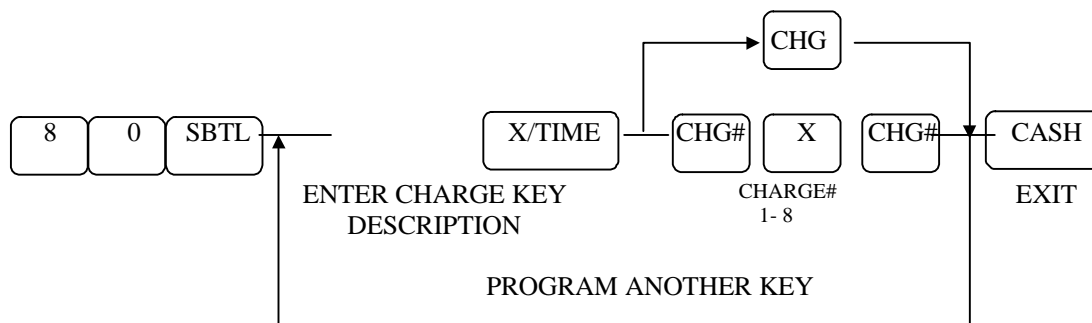 CHG
8 0 SBTL X/TIME CHG# X CHG# CASH
ENTER CHARGE KEY
DESCRIPTION
CHARGE#
1- 8
EXIT
PROGRAM ANOTHER KEY